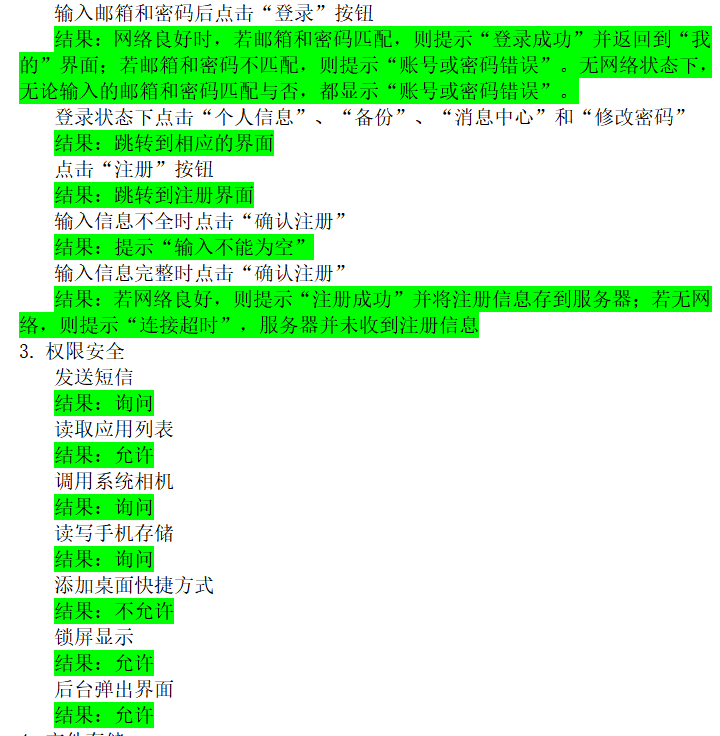 输入邮箱和密码后点击“登录”按钮
结果：网络良好时，若邮箱和密码匹配，则提示“登录成功”并返回到“我
的”界面；若邮箱和密码不匹配，则提示“账号或密码错误”。无网络状态下，
无论输入的邮箱和密码匹配与否，都显示“账号或密码错误”。
登录状态下点击“个人信息”、“备份”、“消息中心”和“修改密码”
结果：跳转到相应的界面
点击“注册”按钮
结果：跳转到注册界面
输入信息不全时点击“确认注册”
结果：提示“输入不能为空”
输入信息完整时点击“确认注册”
结果：若网络良好，则提示“注册成功”并将注册信息存到服务器；若无网
络，则提示“连接超时”，服务器并未收到注册信息
3. 权限安全
发送短信
结果：询问
读取应用列表
结果：允许
调用系统相机
结果：询问
读写手机存储
结果：询问
添加桌面快捷方式
结果：不允许
锁屏显示
结果：允许
后台弹出界面
结果：允许